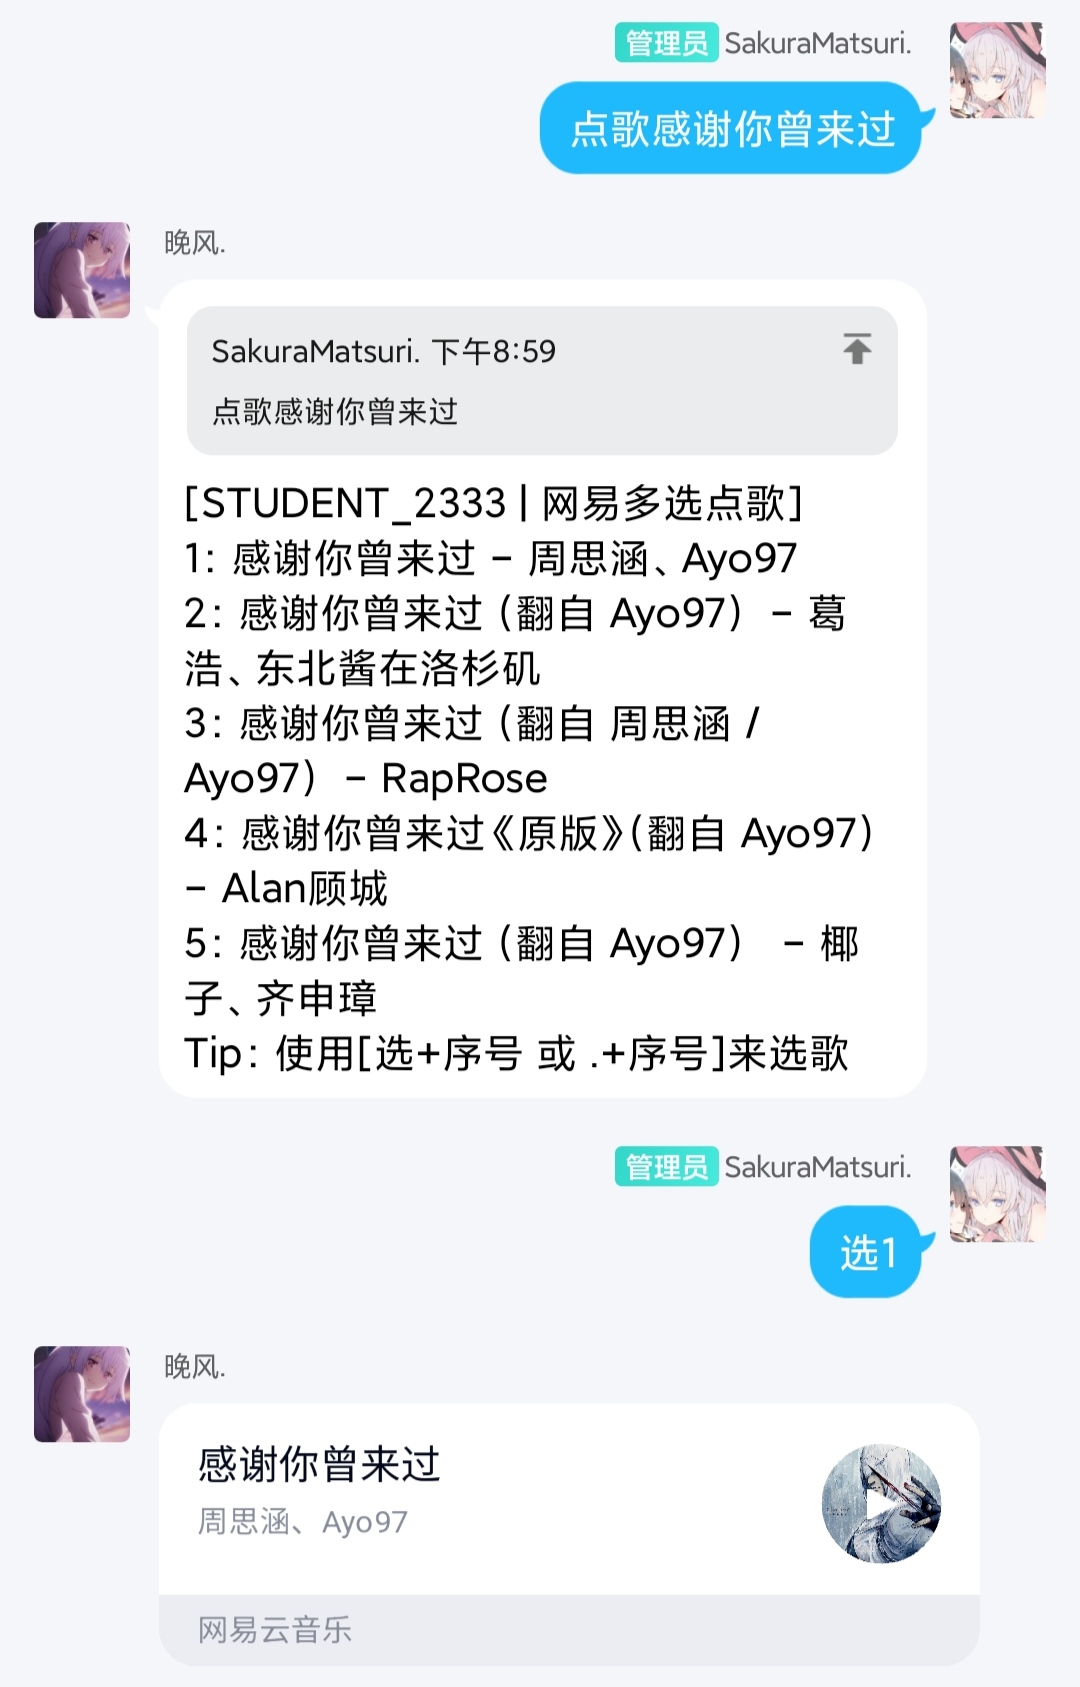 管理员 SakuraMatsuri.
点歌感谢你曾来过
晚风.
SakuraMatsuri. 下午8:59
点歌感谢你曾来过
[STUDENT_2333 | 网易多选点歌]
1: 感谢你曾来过 - 周思涵、Ayo97
2: 感谢你曾来过（翻自 Ayo97） - 葛
浩、东北酱在洛杉矶
3: 感谢你曾来过（翻自 周思涵 /
Ayo97） - RapRose
4: 感谢你曾来过《原版》（翻自 Ayo97）
- Alan顾城
5: 感谢你曾来过（翻自 Ayo97） - 椰
子、齐申璋
Tip: 使用[选+序号 或 .+序号]来选歌
管理员 SakuraMatsuri.
选1
晚风.
感谢你曾来过
周思涵、Ayo97
网易云音乐